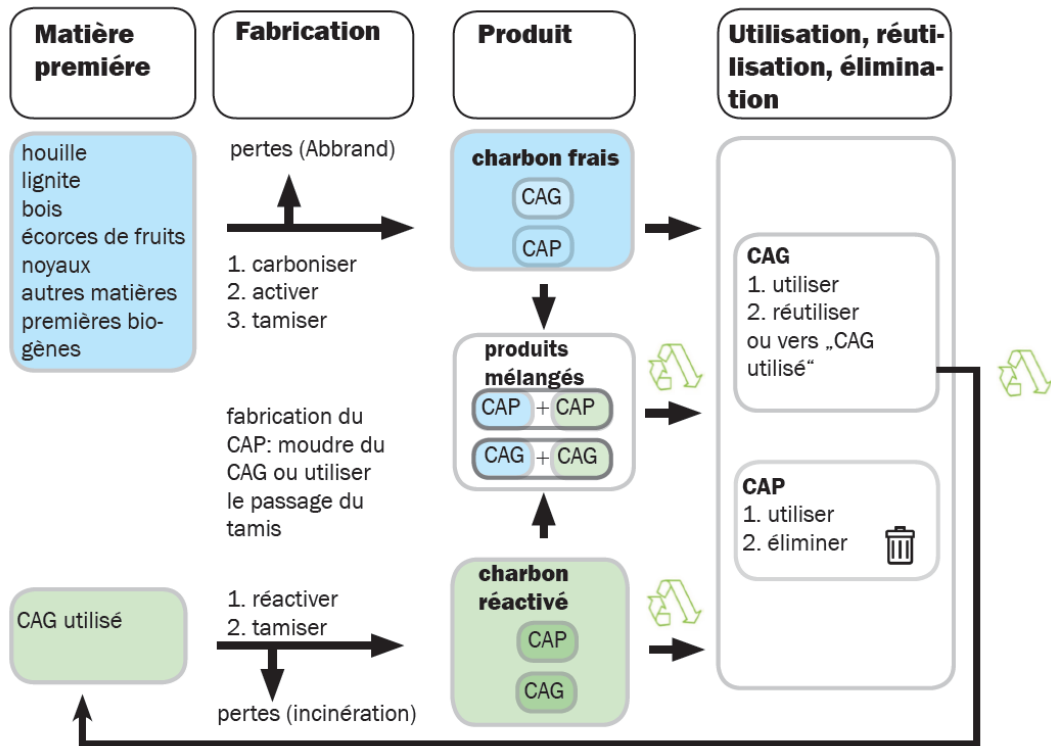 Matière
premiére
Fabrication
Produit
Utilisation, réuti-
lisation, élimina-
tion
houille
lignite
bois
écorces de fruits
noyaux
autres matières
premières bio-
gènes
pertes (Abbrand)
1. carboniser
2. activer
3. tamiser
charbon frais
CAG
CAP
produits
mélangés
CAP + CAP
CAG + CAG
fabrication du
CAP: moudre du
CAG ou utiliser
le passage du
tamis
CAG
1. utiliser
2. réutiliser
ou vers „CAG
utilisé“
CAP
1. utiliser
2. éliminer
CAG utilisé
1. réactiver
2. tamiser
pertes (incinération)
charbon
réactivé
CAP
CAG